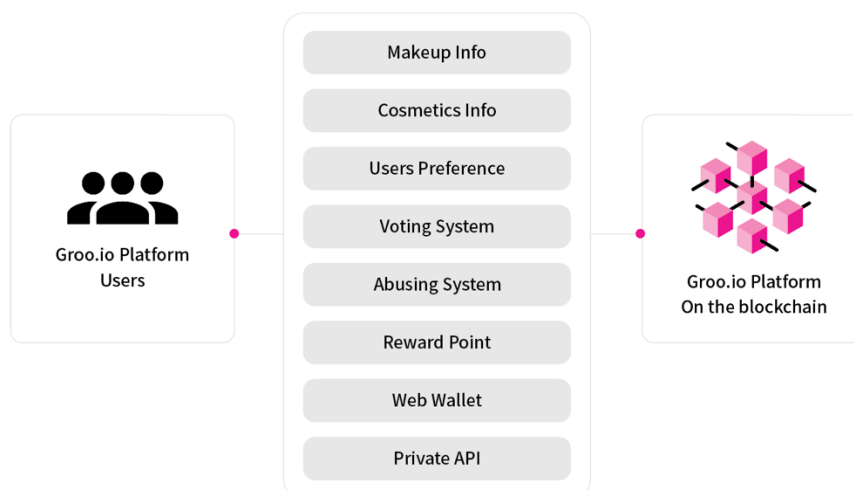 Groo.io Platform
Users
Makeup Info
Cosmetics Info
Users Preference
Voting System
Abusing System
Reward Point
Web Wallet
Private API
Groo.io Platform
On the blockchain